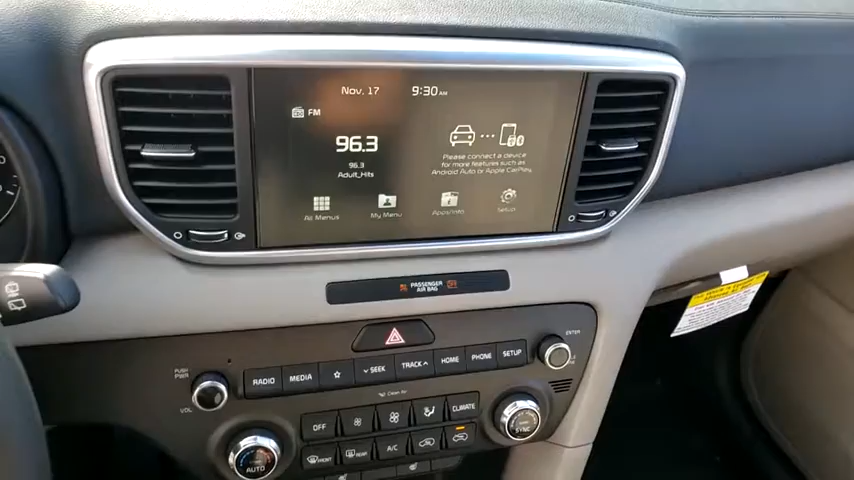 Nov. 17 9:30 AM
FM
96.3
96.3
Adult_Hits
Please connect a device
for more features such as
Android Auto or Apple CarPlay.
All Menus My Menu Apps/Info Setup
PASSENGER
AIR BAG
PUSH
PWR
VOL
RADIO MEDIA ☆ ∨ SEEK TRACK ∧ HOME PHONE SETUP
ENTER
Clean Air
OFF CLIMATE
FRONT REAR A/C
AUTO
SYNC